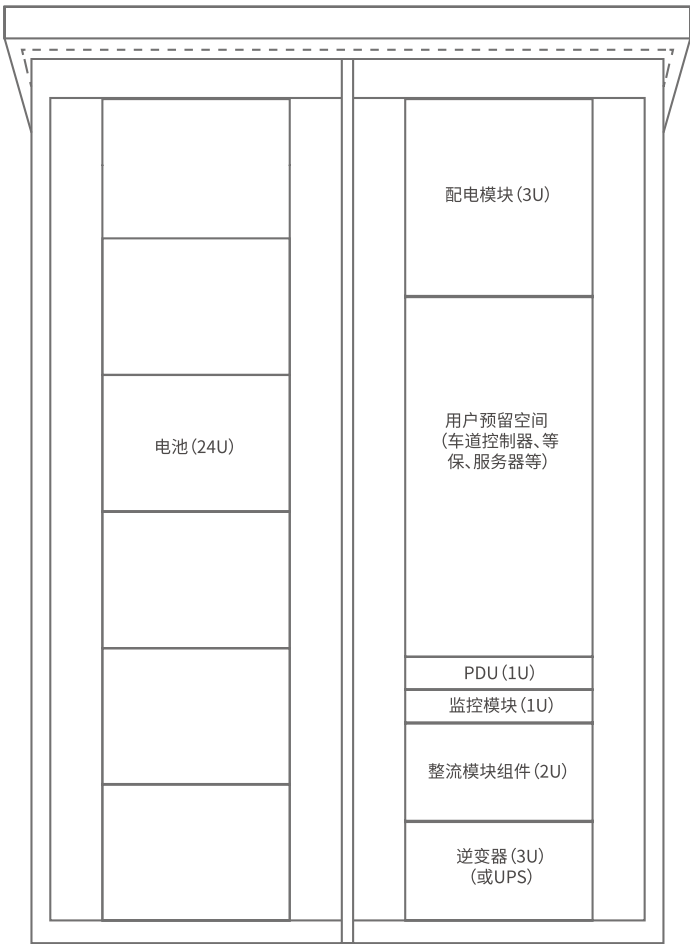 配电模块(3U)
用户预留空间
(车道控制器、等
保、服务器等)
电池(24U)
PDU(1U)
监控模块(1U)
整流模块组件(2U)
逆变器(3U)
(或UPS)